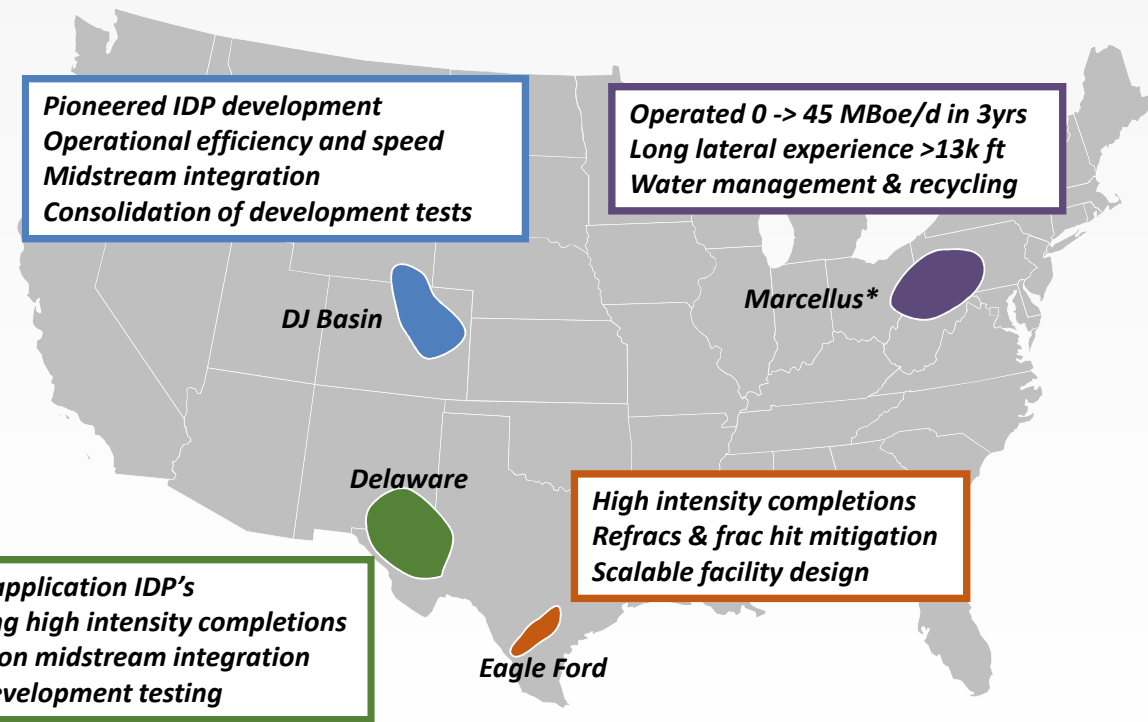 Pioneered IDP development
Operational efficiency and speed
Midstream integration
Consolidation of development tests
Operated 0 -> 45 MBoe/d in 3yrs
Long lateral experience >13k ft
Water management & recycling
DJ Basin
Marcellus*
Delaware
High intensity completions
Refracs & frac hit mitigation
Scalable facility design
application IDP's
high intensity completions
midstream integration
testing
Eagle Ford